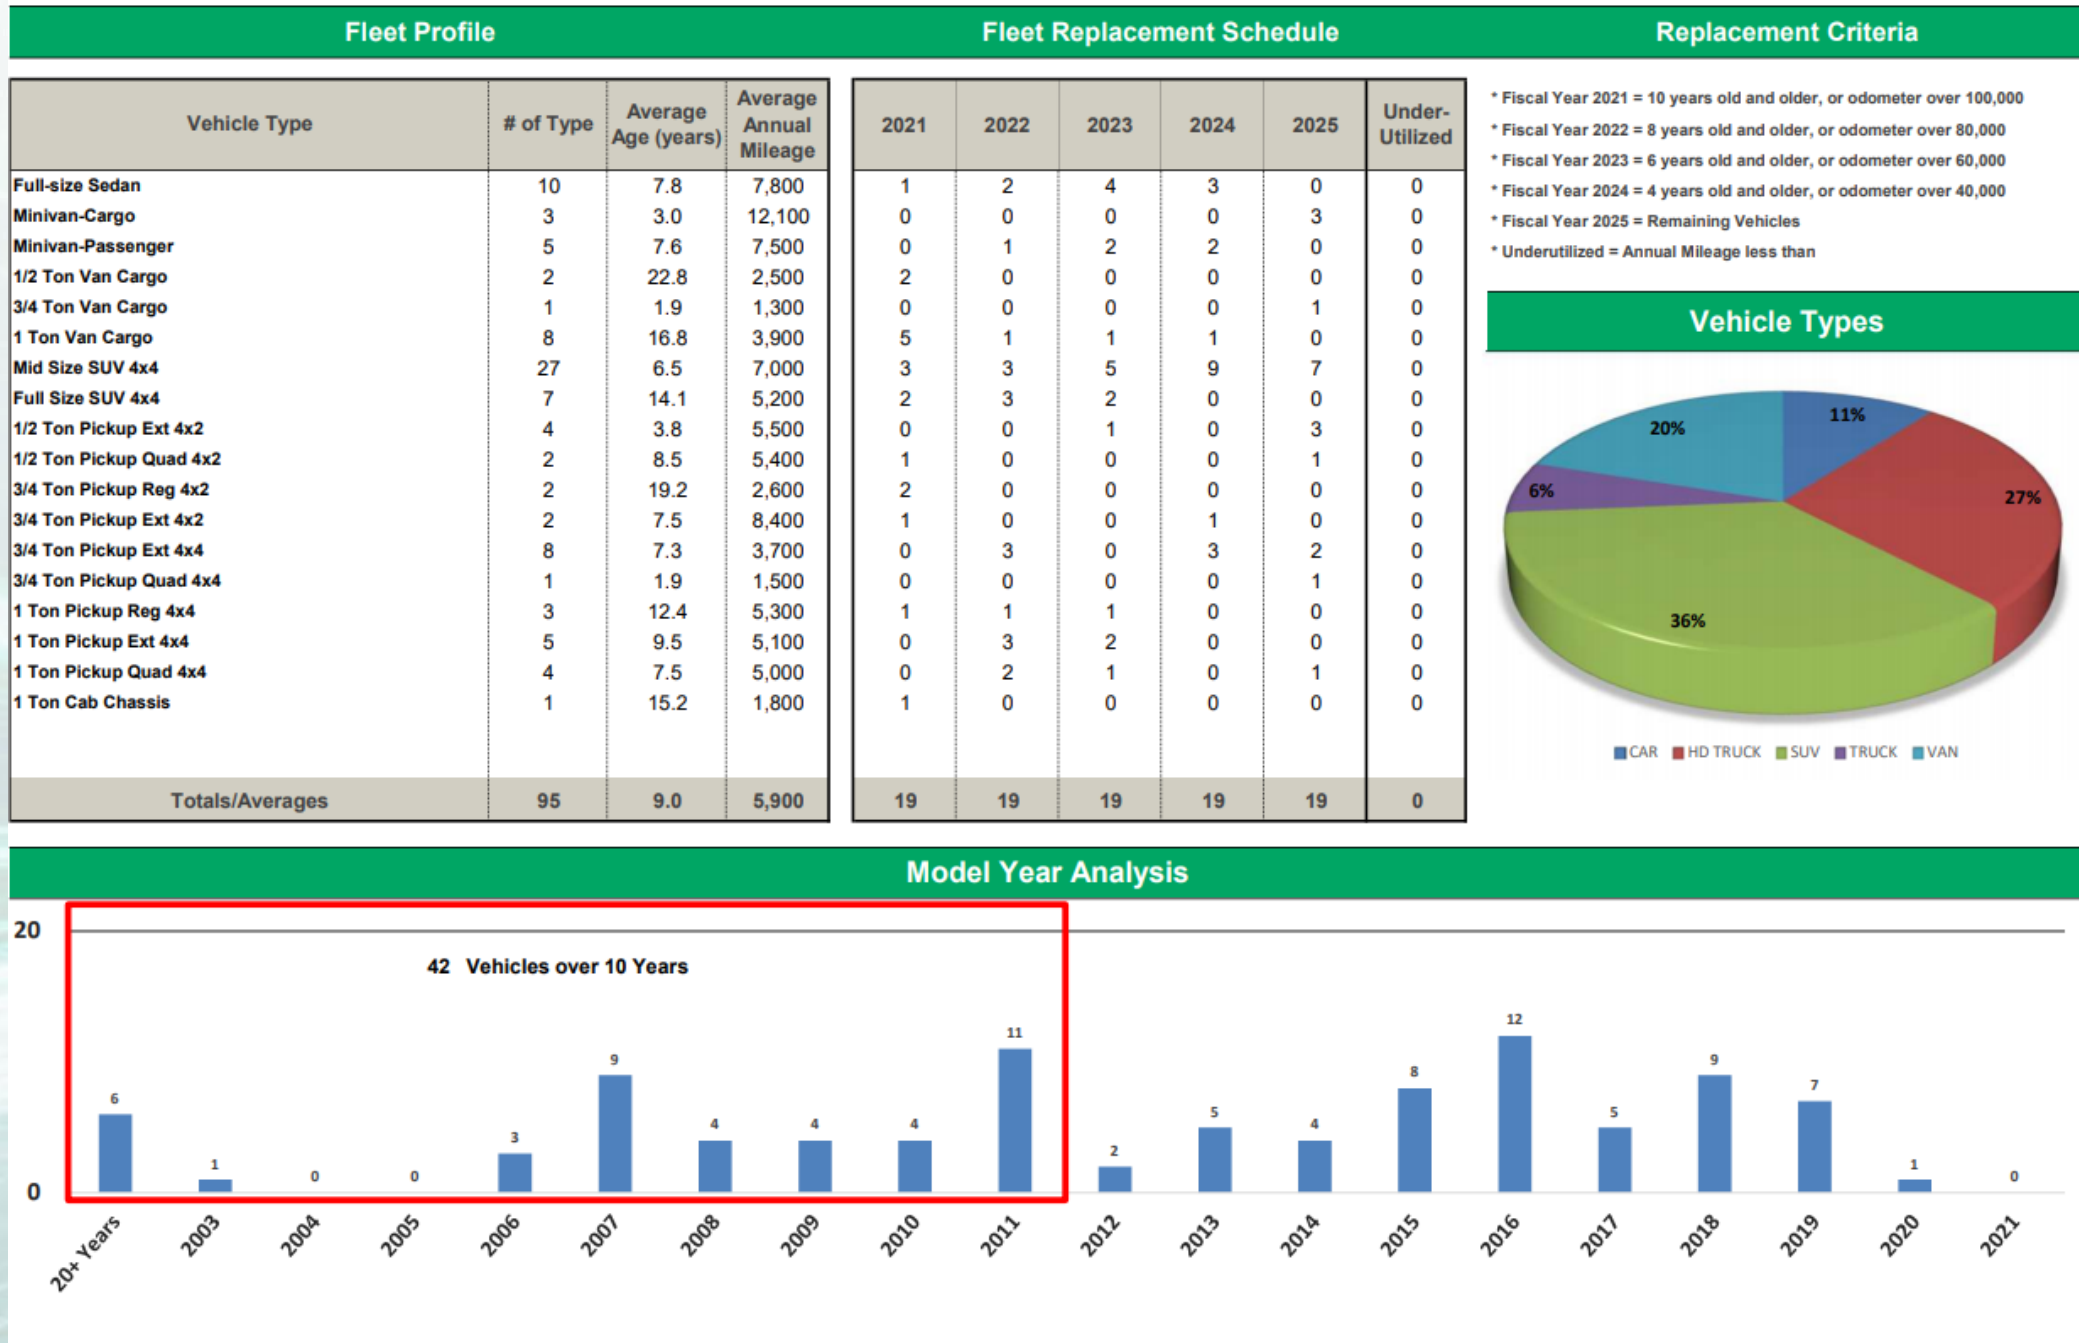 Fleet Profile
Fleet Replacement Schedule
Replacement Criteria
Vehicle Type # of Type Average Age (years) Average Annual Mileage 2021 2022 2023 2024 2025 Under-Utilized
Full-size Sedan 10 7.8 7,800 1 2 4 3 0 0
Minivan-Cargo 3 3.0 12,100 0 0 0 0 3 0
Minivan-Passenger 5 7.6 7,500 0 1 2 2 0 0
1/2 Ton Van Cargo 2 22.8 2,500 2 0 0 0 0 0
3/4 Ton Van Cargo 1 1.9 1,300 0 0 0 0 1 0
1 Ton Van Cargo 8 16.8 3,900 5 1 1 1 0 0
Mid Size SUV 4x4 27 6.5 7,000 3 3 5 9 7 0
Full Size SUV 4x4 7 14.1 5,200 2 3 2 0 0 0
1/2 Ton Pickup Ext 4x2 4 3.8 5,500 0 0 1 0 3 0
1/2 Ton Pickup Quad 4x2 2 8.5 5,400 1 0 0 0 1 0
3/4 Ton Pickup Reg 4x2 2 19.2 2,600 2 0 0 0 0 0
3/4 Ton Pickup Ext 4x2 2 7.5 8,400 1 0 0 1 0 0
3/4 Ton Pickup Ext 4x4 8 7.3 3,700 0 3 0 3 2 0
3/4 Ton Pickup Quad 4x4 1 1.9 1,500 0 0 0 0 1 0
1 Ton Pickup Reg 4x4 3 12.4 5,300 1 1 1 0 0 0
1 Ton Pickup Ext 4x4 5 9.5 5,100 0 3 2 0 0 0
1 Ton Pickup Quad 4x4 4 7.5 5,000 0 2 1 0 1 0
1 Ton Cab Chassis 1 15.2 1,800 1 0 0 0 0 0
Totals/Averages 95 9.0 5,900 19 19 19 19 19 0
* Fiscal Year 2021 = 10 years old and older, or odometer over 100,000
* Fiscal Year 2022 = 8 years old and older, or odometer over 80,000
* Fiscal Year 2023 = 6 years old and older, or odometer over 60,000
* Fiscal Year 2024 = 4 years old and older, or odometer over 40,000
* Fiscal Year 2025 = Remaining Vehicles
* Underutilized = Annual Mileage less than
Vehicle Types
11%
20%
6%
27%
36%
CAR HD TRUCK SUV TRUCK VAN
Model Year Analysis
20
42 Vehicles over 10 Years
6 1 0 0 3 9 4 4 4 11 2 5 4 8 12 5 9 7 1 0
0
20+ Years 2003 2004 2005 2006 2007 2008 2009 2010 2011 2012 2013 2014 2015 2016 2017 2018 2019 2020 2021